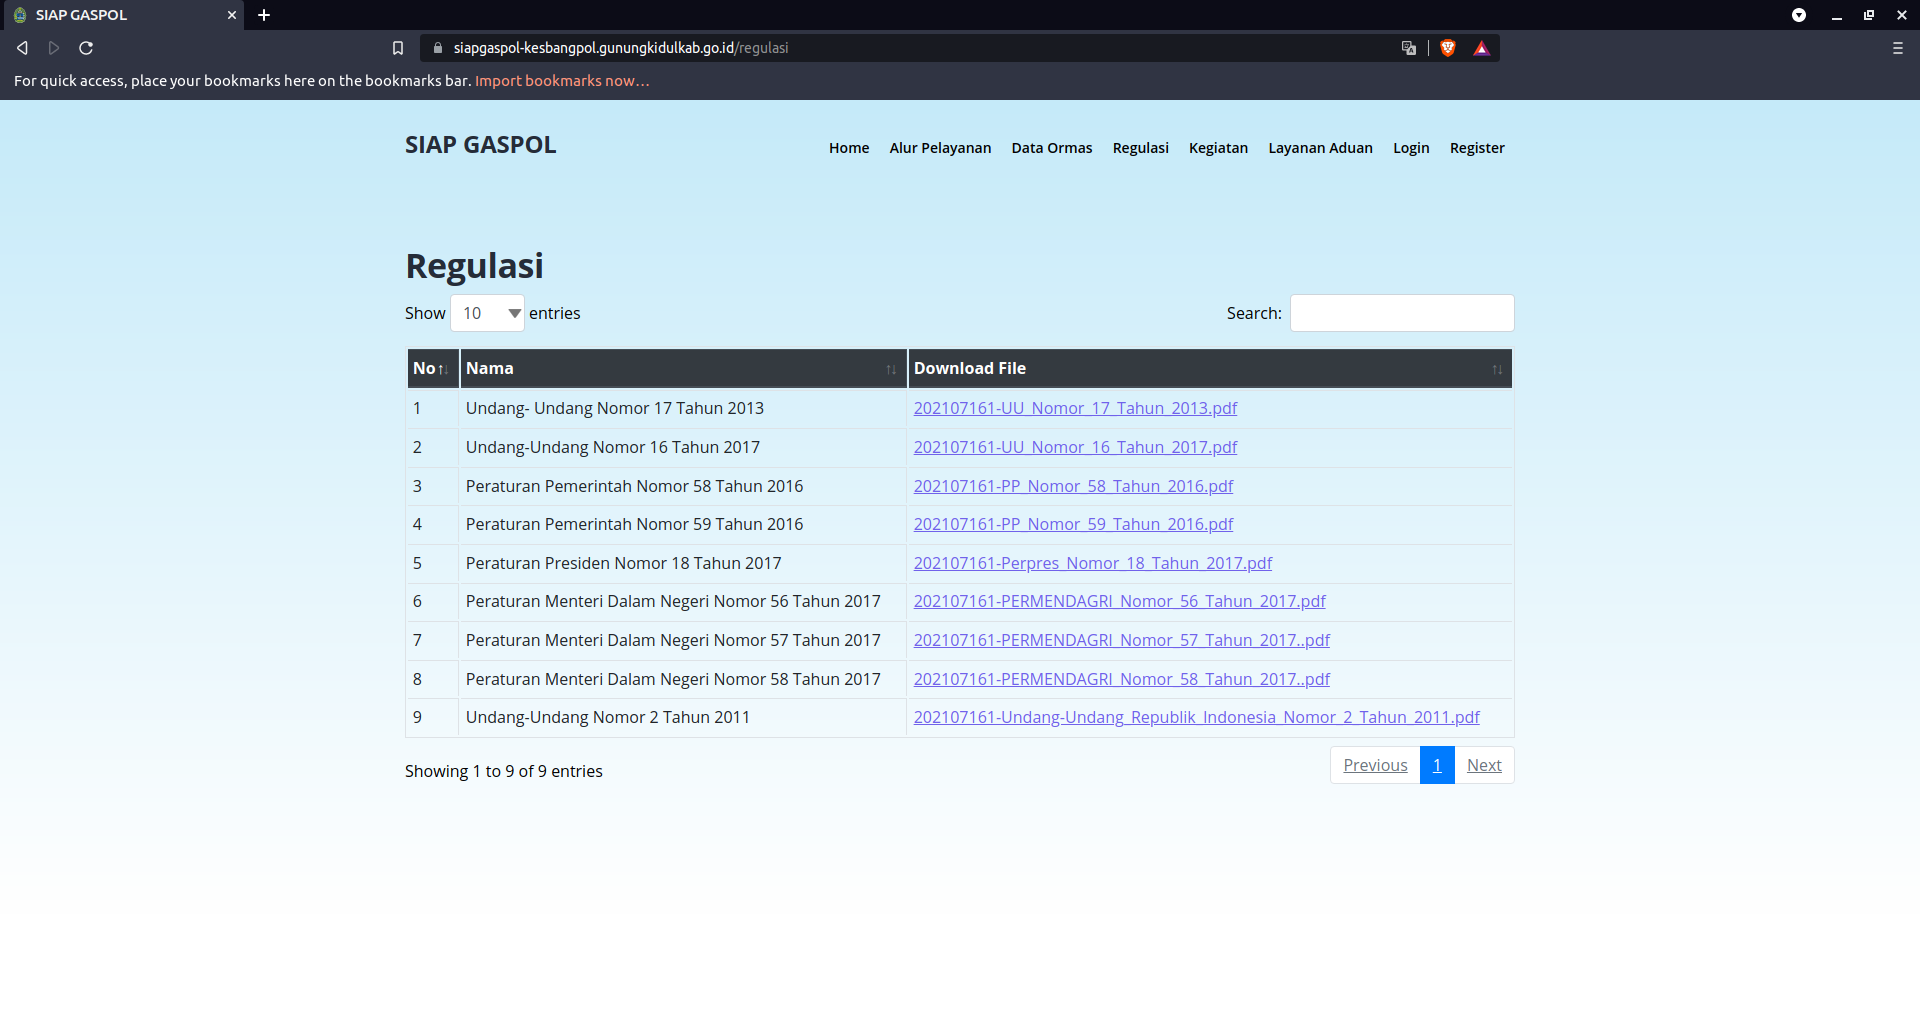 SIAP GASPOL
siapgaspol-kesbangpol.gunungkidulkab.go.id/regulasi
For quick access, place your bookmarks here on the bookmarks bar. Import bookmarks now...
SIAP GASPOL
Home Alur Pelayanan Data Ormas Regulasi Kegiatan Layanan Aduan Login Register
Regulasi
Show 10 entries Search:
No Nama Download File
1 Undang- Undang Nomor 17 Tahun 2013 202107161-UU_Nomor_17_Tahun_2013.pdf
2 Undang-Undang Nomor 16 Tahun 2017 202107161-UU_Nomor_16_Tahun_2017.pdf
3 Peraturan Pemerintah Nomor 58 Tahun 2016 202107161-PP_Nomor_58_Tahun_2016.pdf
4 Peraturan Pemerintah Nomor 59 Tahun 2016 202107161-PP_Nomor_59_Tahun_2016.pdf
5 Peraturan Presiden Nomor 18 Tahun 2017 202107161-Perpres_Nomor_18_Tahun_2017.pdf
6 Peraturan Menteri Dalam Negeri Nomor 56 Tahun 2017 202107161-PERMENDAGRI_Nomor_56_Tahun_2017.pdf
7 Peraturan Menteri Dalam Negeri Nomor 57 Tahun 2017 202107161-PERMENDAGRI_Nomor_57_Tahun_2017..pdf
8 Peraturan Menteri Dalam Negeri Nomor 58 Tahun 2017 202107161-PERMENDAGRI_Nomor_58_Tahun_2017..pdf
9 Undang-Undang Nomor 2 Tahun 2011 202107161-Undang-Undang_Republik_Indonesia_Nomor_2_Tahun_2011.pdf
Showing 1 to 9 of 9 entries Previous 1 Next